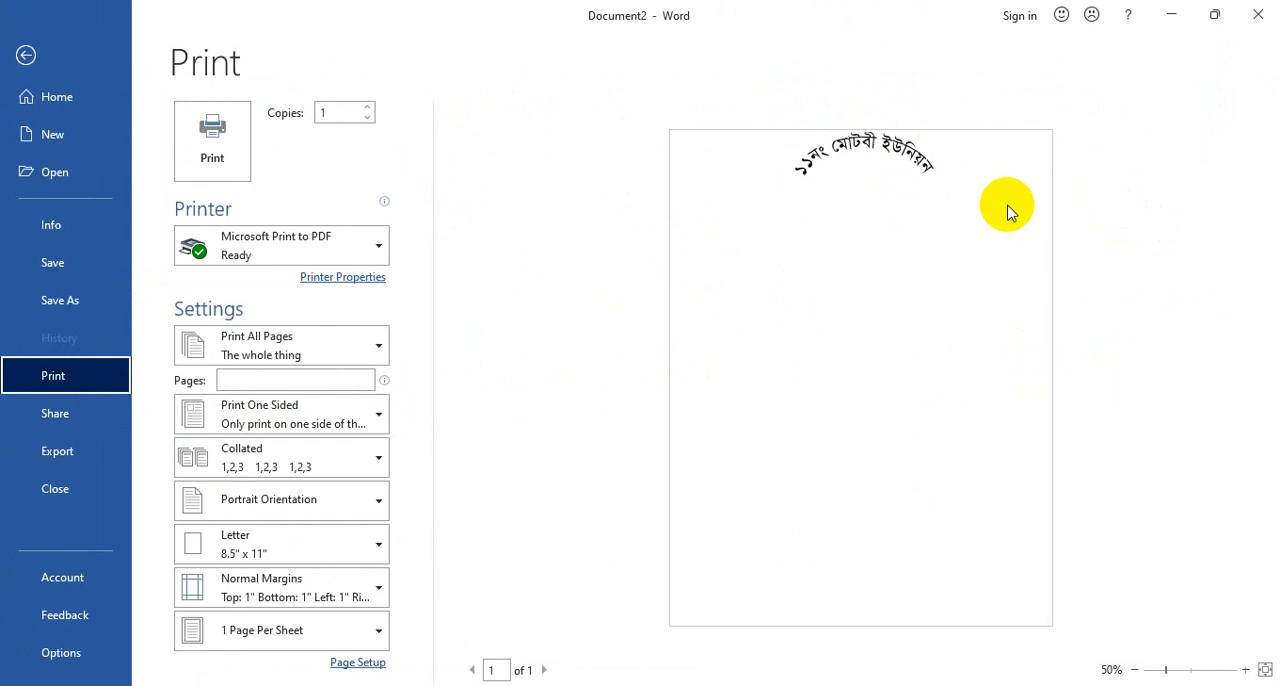 Document2 - Word
Sign in
?
Print
Home
New
Open
Info
Save
Save As
History
Print
Share
Export
Close
Account
Feedback
Options
Print
Copies: 1
Printer
Microsoft Print to PDF
Ready
Printer Properties
Settings
Print All Pages
The whole thing
Pages:
Print One Sided
Only print on one side of th...
Collated
1,2,3 1,2,3 1,2,3
Portrait Orientation
Letter
8.5" x 11"
Normal Margins
Top: 1" Bottom: 1" Left: 1" Ri...
1 Page Per Sheet
Page Setup
১১নং মোটবী ইউনিয়ন
1 of 1
50%